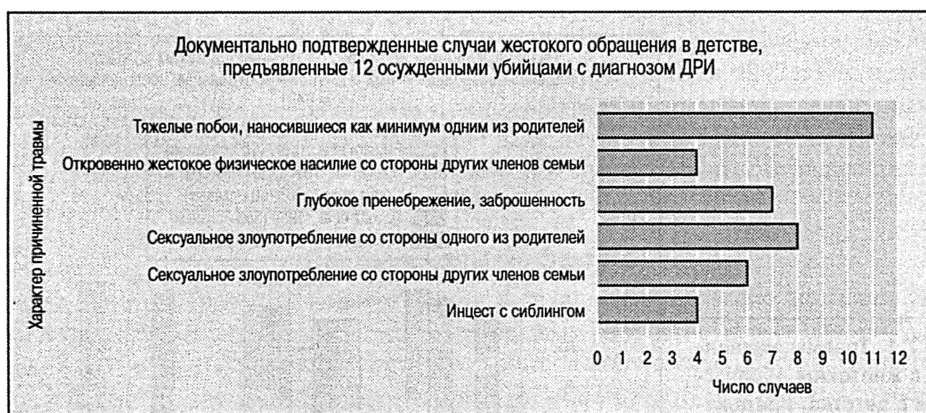 Документально подтвержденные случаи жестокого обращения в детстве,
предъявленные 12 осужденными убийцами с диагнозом ДРИ
Характер причиненной травмы
Тяжелые побои, наносившиеся как минимум одним из родителей
Откровенно жестокое физическое насилие со стороны других членов семьи
Глубокое пренебрежение, заброшенность
Сексуальное злоупотребление со стороны одного из родителей
Сексуальное злоупотребление со стороны других членов семьи
Инцест с сиблингом
0 1 2 3 4 5 6 7 8 9 10 11 12
Число случаев